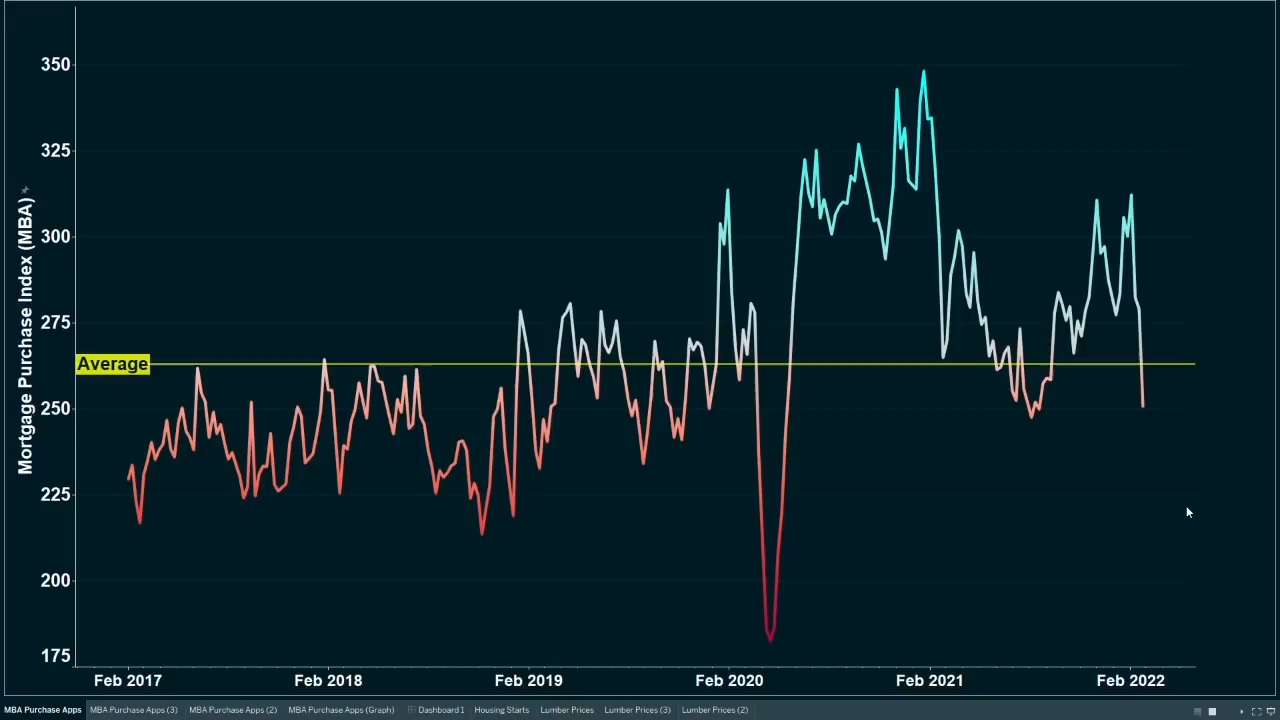 350
325
300
275
250
225
200
175
Mortgage Purchase Index (MBA)
Average
Feb 2017 Feb 2018 Feb 2019 Feb 2020 Feb 2021 Feb 2022
MBA Purchase Apps MBA Purchase Apps (3) MBA Purchase Apps (2) MBA Purchase Apps (Graph) Dashboard 1 Housing Starts Lumber Prices Lumber Prices (3) Lumber Prices (2)